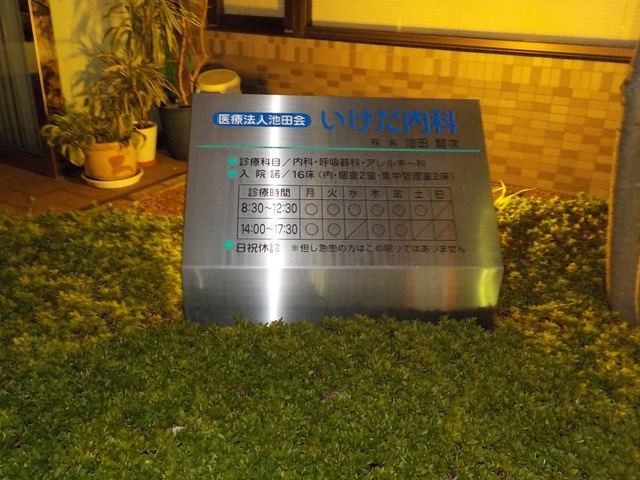 医療法人池田会 いけだ内科
院長 池田 賢次
●診療科目／内科・呼吸器科・アレルギー科
●入院諸／16床（内・個室2室・集中管理室2床）
診療時間 月 火 水 木 金 土 日
8:30~12:30 ○ ○ ○ ○ ○ ○ ／
14:00~17:30 ○ ○ ／ ○ ○ ／ ／
●日祝休診 ※但し急患の方はこの限りではありません